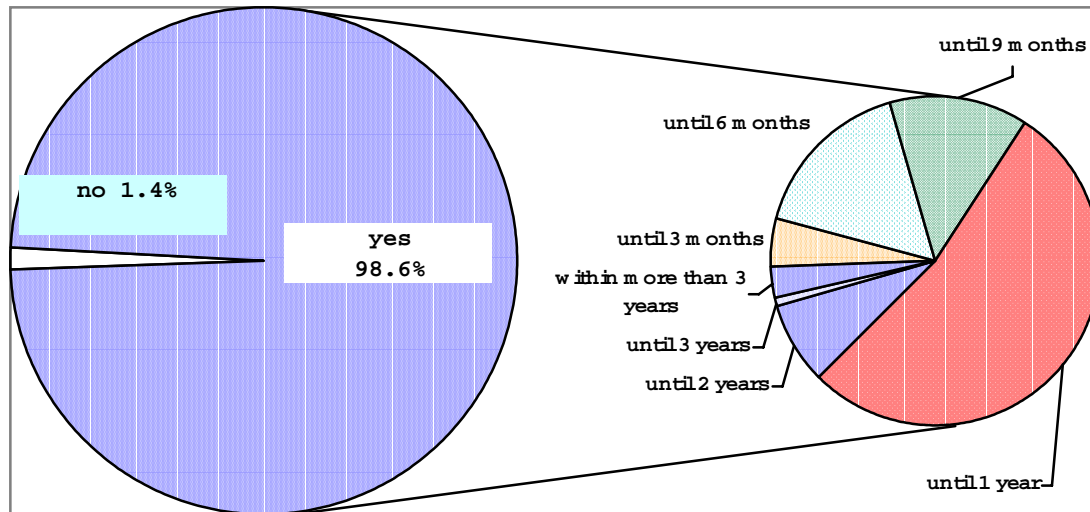 no 1.4%
yes
98.6%
until 9 months
until 6 months
until 3 months
within more than 3
years
until 3 years
until 2 years
until 1 year